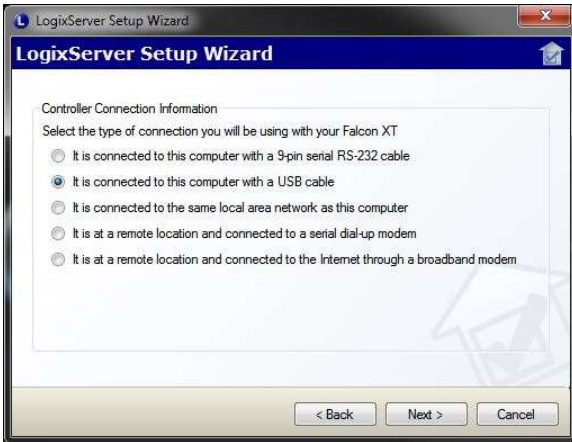 LogixServer Setup Wizard
LogixServer Setup Wizard
Controller Connection Information
Select the type of connection you will be using with your Falcon XT
It is connected to this computer with a 9-pin serial RS-232 cable
It is connected to this computer with a USB cable
It is connected to the same local area network as this computer
It is at a remote location and connected to a serial dial-up modem
It is at a remote location and connected to the Internet through a broadband modem
< Back Next > Cancel